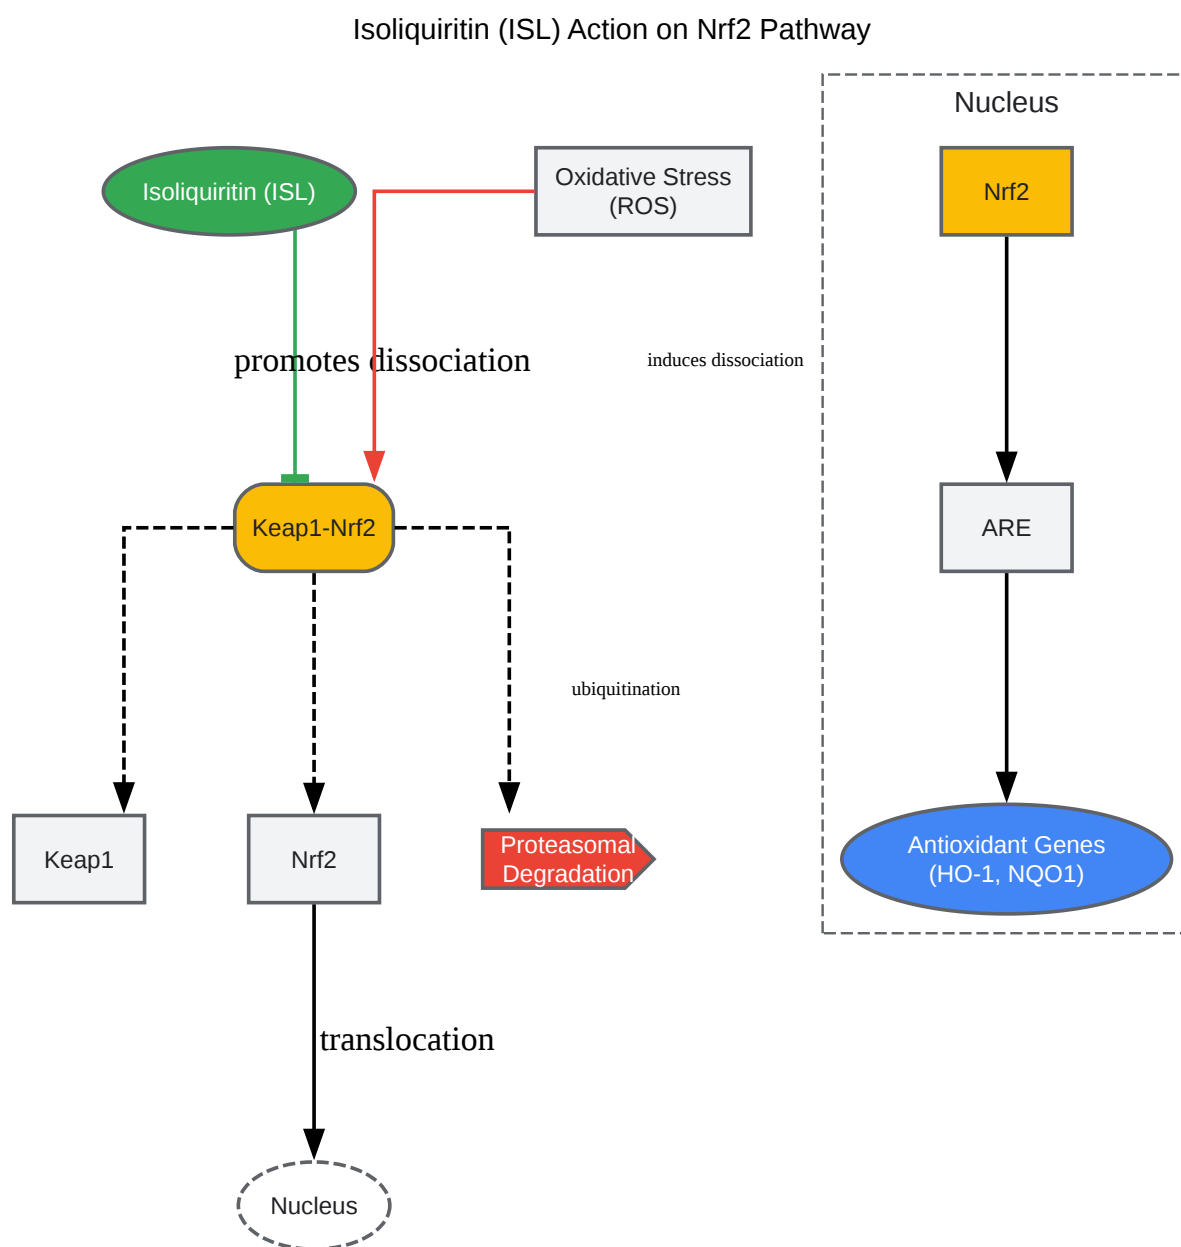 Isoliquiritin (ISL) Action on Nrf2 Pathway
Nucleus
Isoliquiritin (ISL)
Oxidative Stress
(ROS)
Nrf2
promotes dissociation
induces dissociation
Keap1-Nrf2
ARE
ubiquitination
Keap1
Nrf2
Proteasomal
Degradation
Antioxidant Genes
(HO-1, NQO1)
translocation
Nucleus